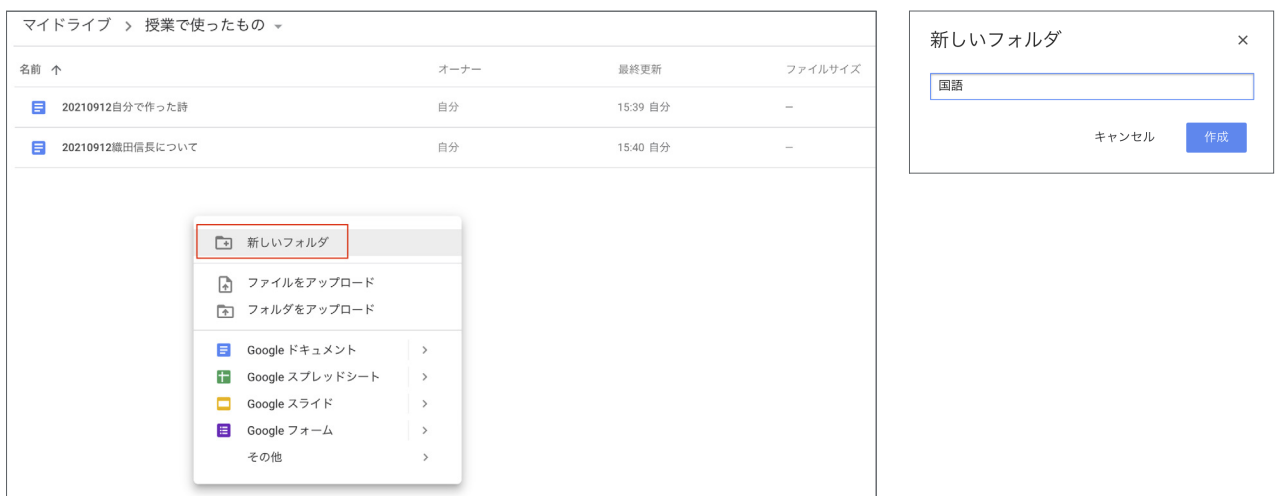 マイドライブ > 授業で使ったもの
名前 ↑ オーナー 最終更新 ファイルサイズ
20210912自分で作った詩 自分 15:39 自分 —
20210912織田信長について 自分 15:40 自分 —
新しいフォルダ
ファイルをアップロード
フォルダをアップロード
Google ドキュメント >
Google スプレッドシート >
Google スライド >
Google フォーム >
その他 >
新しいフォルダ ×
国語
キャンセル 作成